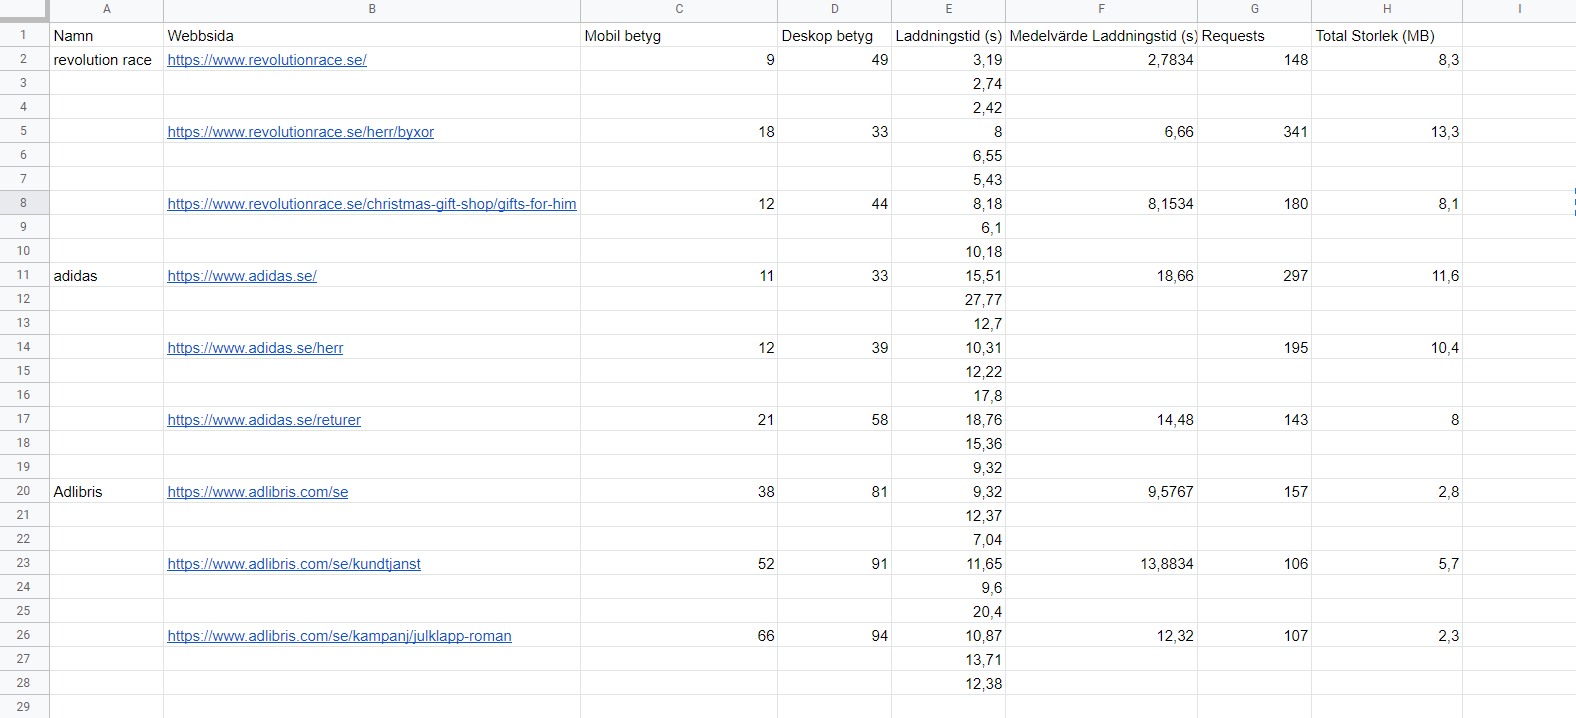 A B C D E F G H I
1 Namn Webbsida Mobil betyg Deskop betyg Laddningstid (s) Medelvärde Laddningstid (s) Requests Total Storlek (MB)
2 revolution race https://www.revolutionrace.se/ 9 49 3,19 2,7834 148 8,3
3 2,74
4 2,42
5 https://www.revolutionrace.se/herr/byxor 18 33 8 6,66 341 13,3
6 6,55
7 5,43
8 https://www.revolutionrace.se/christmas-gift-shop/gifts-for-him 12 44 8,18 8,1534 180 8,1
9 6,1
10 10,18
11 adidas https://www.adidas.se/ 11 33 15,51 18,66 297 11,6
12 27,77
13 12,7
14 https://www.adidas.se/herr 12 39 10,31 195 10,4
15 12,22
16 17,8
17 https://www.adidas.se/returer 21 58 18,76 14,48 143 8
18 15,36
19 9,32
20 Adlibris https://www.adlibris.com/se 38 81 9,32 9,5767 157 2,8
21 12,37
22 7,04
23 https://www.adlibris.com/se/kundtjanst 52 91 11,65 13,8834 106 5,7
24 9,6
25 20,4
26 https://www.adlibris.com/se/kampanj/julklapp-roman 66 94 10,87 12,32 107 2,3
27 13,71
28 12,38
29